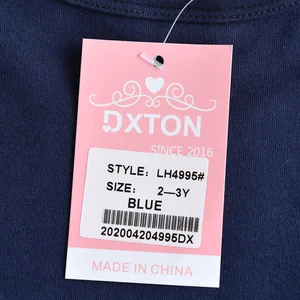 DXTON
SINCE 2016
STYLE: LH4995#
SIZE: 2—3Y
BLUE
202004204995DX
MADE IN CHINA